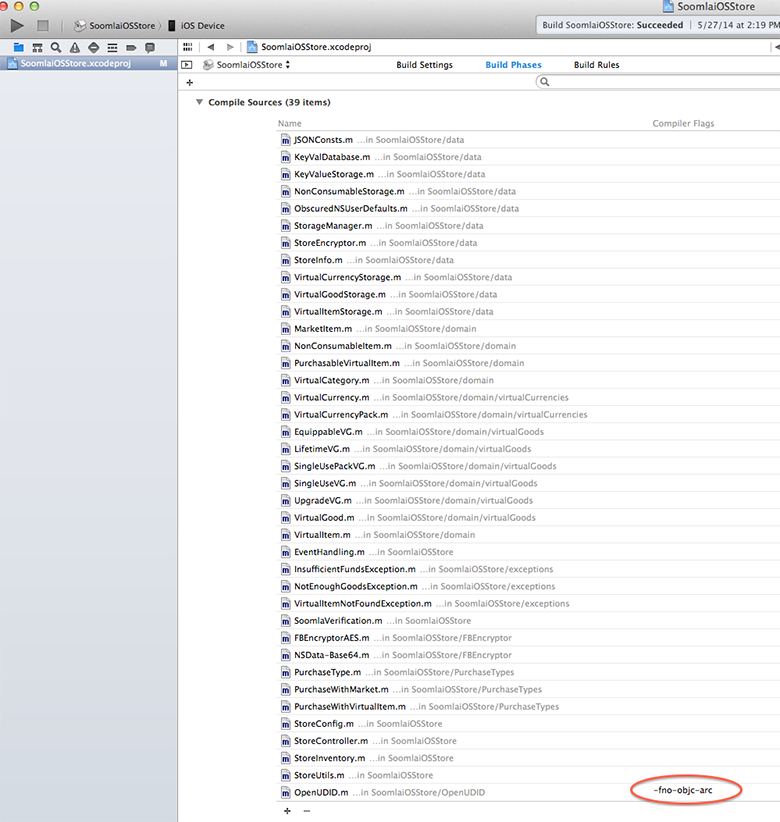 SoomlaiOSStore
SoomlaiOSStore iOS Device
Build SoomlaiOSStore: Succeeded 5/27/14 at 2:19 PM
SoomlaiOSStore.xcodeproj
SoomlaiOSStore.xcodeproj M
SoomlaiOSStore Build Settings Build Phases Build Rules
Compile Sources (39 items)
Name Compiler Flags
JSONConsts.m ...in SoomlaiOSStore/data
KeyValDatabase.m ...in SoomlaiOSStore/data
KeyValueStorage.m ...in SoomlaiOSStore/data
NonConsumableStorage.m ...in SoomlaiOSStore/data
ObscuredNSUserDefaults.m ...in SoomlaiOSStore/data
StorageManager.m ...in SoomlaiOSStore/data
StoreEncryptor.m ...in SoomlaiOSStore/data
StoreInfo.m ...in SoomlaiOSStore/data
VirtualCurrencyStorage.m ...in SoomlaiOSStore/data
VirtualGoodStorage.m ...in SoomlaiOSStore/data
VirtualItemStorage.m ...in SoomlaiOSStore/data
MarketItem.m ...in SoomlaiOSStore/domain
NonConsumableItem.m ...in SoomlaiOSStore/domain
PurchasableVirtualItem.m ...in SoomlaiOSStore/domain
VirtualCategory.m ...in SoomlaiOSStore/domain
VirtualCurrency.m ...in SoomlaiOSStore/domain/virtualCurrencies
VirtualCurrencyPack.m ...in SoomlaiOSStore/domain/virtualCurrencies
EquippableVG.m ...in SoomlaiOSStore/domain/virtualGoods
LifetimeVG.m ...in SoomlaiOSStore/domain/virtualGoods
SingleUsePackVG.m ...in SoomlaiOSStore/domain/virtualGoods
SingleUseVG.m ...in SoomlaiOSStore/domain/virtualGoods
UpgradeVG.m ...in SoomlaiOSStore/domain/virtualGoods
VirtualGood.m ...in SoomlaiOSStore/domain/virtualGoods
VirtualItem.m ...in SoomlaiOSStore/domain
EventHandling.m ...in SoomlaiOSStore
InsufficientFundsException.m ...in SoomlaiOSStore/exceptions
NotEnoughGoodsException.m ...in SoomlaiOSStore/exceptions
VirtualItemNotFoundException.m ...in SoomlaiOSStore/exceptions
SoomlaVerification.m ...in SoomlaiOSStore
FBEncryptorAES.m ...in SoomlaiOSStore/FBEncryptor
NSData-Base64.m ...in SoomlaiOSStore/FBEncryptor
PurchaseType.m ...in SoomlaiOSStore/PurchaseTypes
PurchaseWithMarket.m ...in SoomlaiOSStore/PurchaseTypes
PurchaseWithVirtualItem.m ...in SoomlaiOSStore/PurchaseTypes
StoreConfig.m ...in SoomlaiOSStore
StoreController.m ...in SoomlaiOSStore
StoreInventory.m ...in SoomlaiOSStore
StoreUtils.m ...in SoomlaiOSStore
OpenUDID.m ...in SoomlaiOSStore/OpenUDID -fno-objc-arc